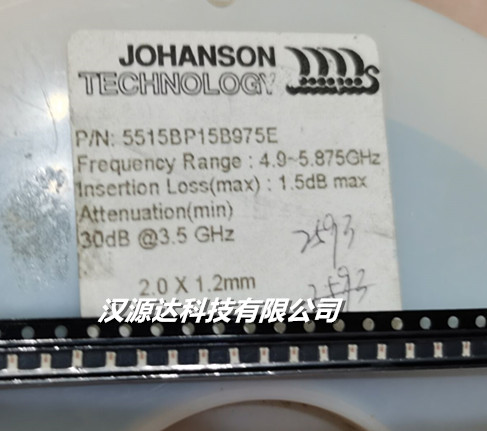 JOHANSON
TECHNOLOGY
P/N: 5515BP15B975E
Frequency Range : 4.9~5.875GHz
Insertion Loss(max) : 1.5dB max
Attenuation(min)
30dB @3.5 GHz
2593
2.0 X 1.2mm
2593
汉源达科技有限公司